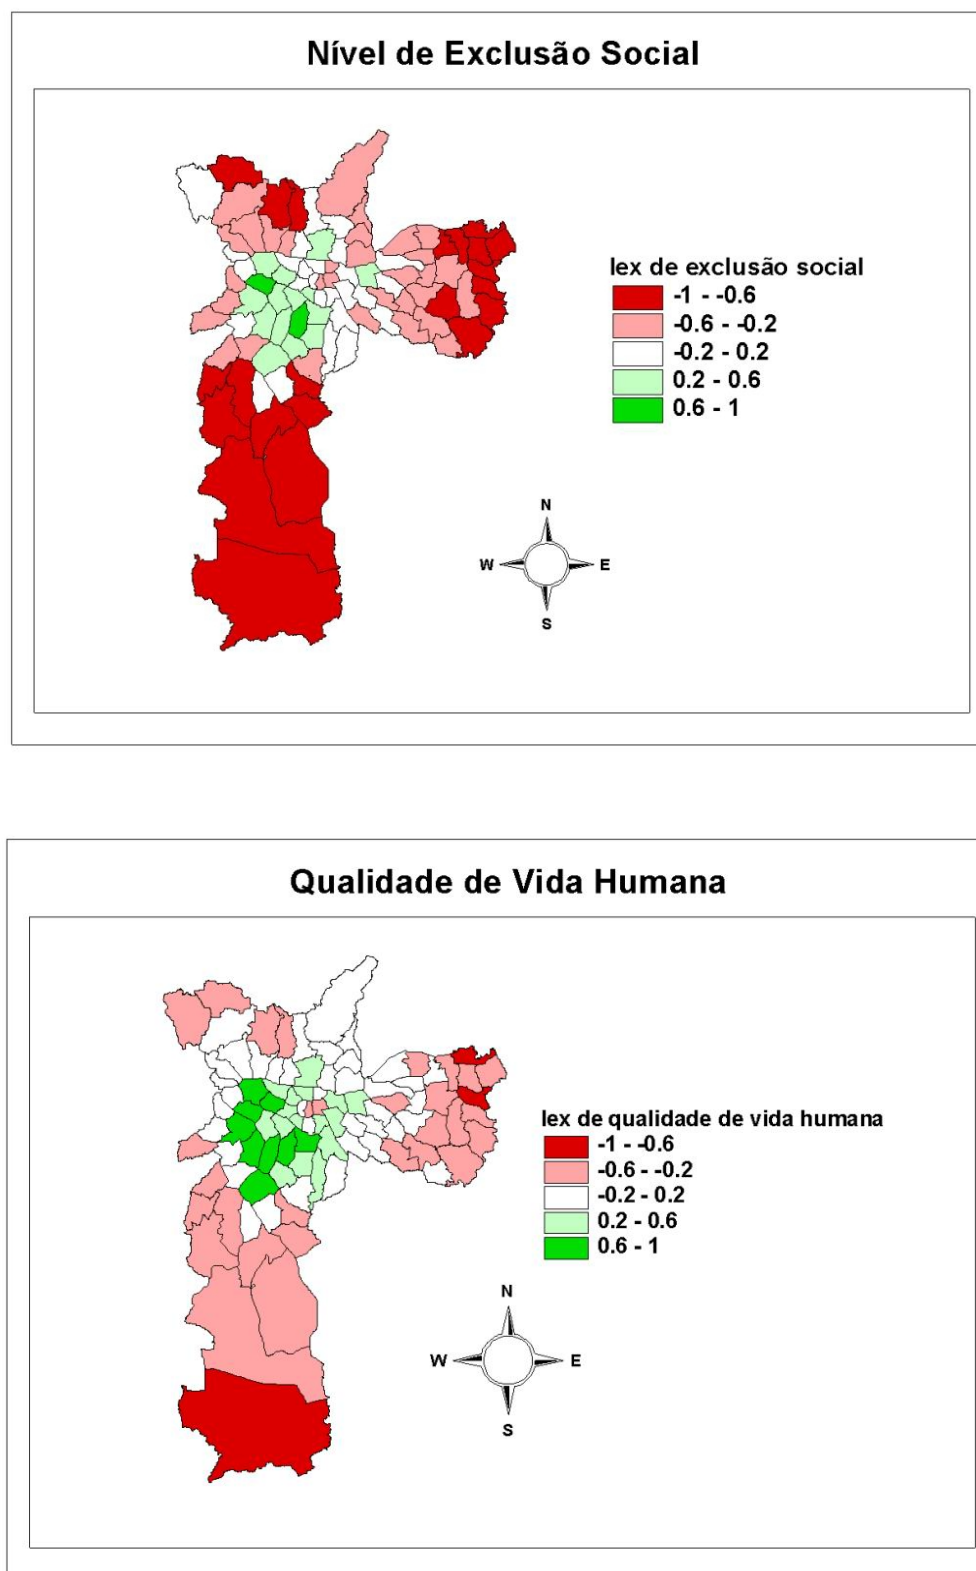 Nível de Exclusão Social
Iex de exclusão social
-1 - -0.6
-0.6 - -0.2
-0.2 - 0.2
0.2 - 0.6
0.6 - 1
N
W E
S
Qualidade de Vida Humana
Iex de qualidade de vida humana
-1 - -0.6
-0.6 - -0.2
-0.2 - 0.2
0.2 - 0.6
0.6 - 1
N
W E
S